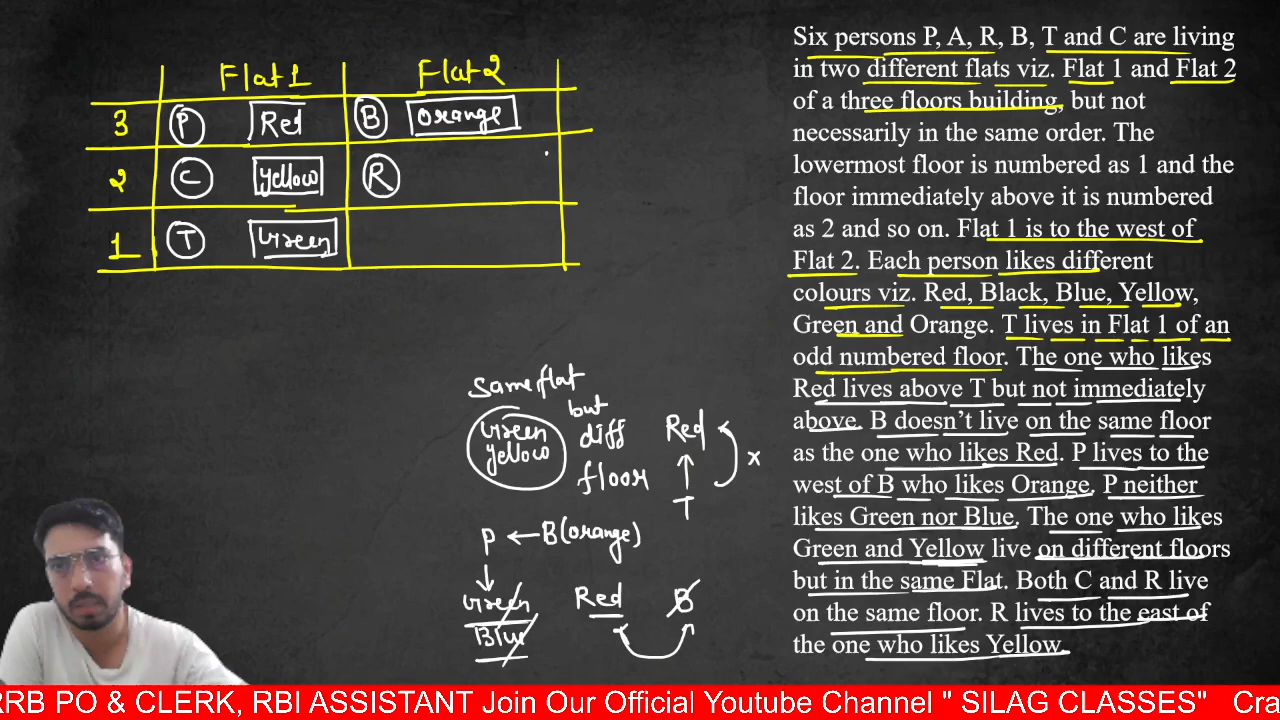 Flat 1 Flat 2
3 P Red B Orange
2 C Yellow R
1 T Green
Same flat
but
Green diff Red
Yellow floor x
T
P ← B(orange)
Green Red B
Blue
Six persons P, A, R, B, T and C are living
in two different flats viz. Flat 1 and Flat 2
of a three floors building, but not
necessarily in the same order. The
lowermost floor is numbered as 1 and the
floor immediately above it is numbered
as 2 and so on. Flat 1 is to the west of
Flat 2. Each person likes different
colours viz. Red, Black, Blue, Yellow,
Green and Orange. T lives in Flat 1 of an
odd numbered floor. The one who likes
Red lives above T but not immediately
above. B doesn't live on the same floor
as the one who likes Red. P lives to the
west of B who likes Orange. P neither
likes Green nor Blue. The one who likes
Green and Yellow live on different floors
but in the same Flat. Both C and R live
on the same floor. R lives to the east of
the one who likes Yellow.
RRB PO & CLERK, RBI ASSISTANT Join Our Official Youtube Channel " SILAG CLASSES" Cra